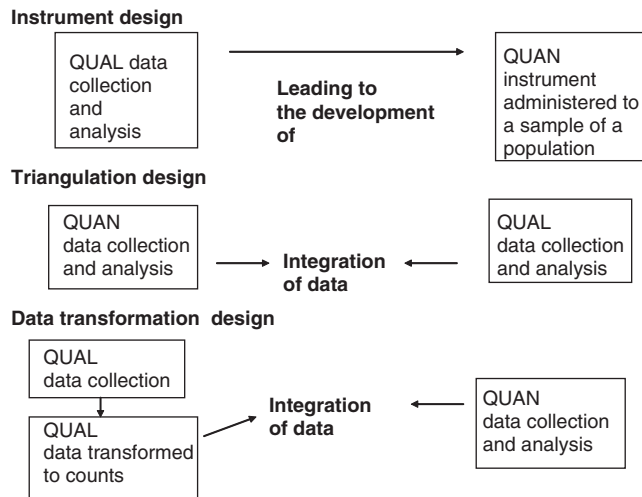 Instrument design
QUAL data
collection
and
analysis
Leading to
the development
of
QUAN
instrument
administered to
a sample of a
population
Triangulation design
QUAN
data collection
and analysis
Integration
of data
QUAL
data collection
and analysis
Data transformation design
QUAL
data collection
QUAL
data transformed
to counts
Integration
of data
QUAN
data collection
and analysis